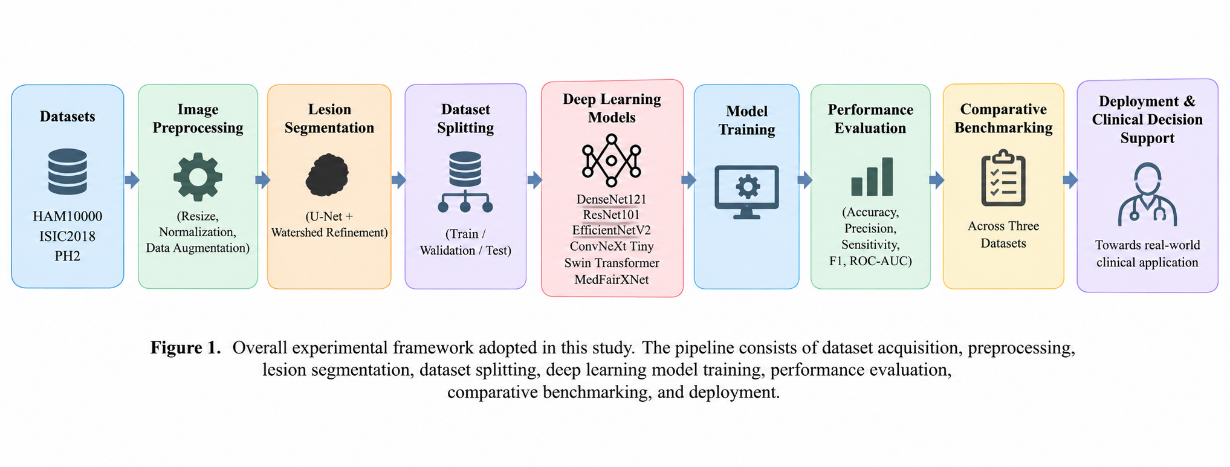 Datasets
HAM10000
ISIC2018
PH2
Image
Preprocessing
(Resize,
Normalization,
Data Augmentation)
Lesion
Segmentation
(U-Net +
Watershed Refinement)
Dataset
Splitting
(Train /
Validation / Test)
Deep Learning
Models
DenseNet121
ResNet101
EfficientNetV2
ConvNeXt Tiny
Swin Transformer
MedFairXNet
Model
Training
Performance
Evaluation
(Accuracy,
Precision,
Sensitivity,
F1, ROC-AUC)
Comparative
Benchmarking
Across Three
Datasets
Deployment &
Clinical Decision
Support
Towards real-world
clinical application
Figure 1. Overall experimental framework adopted in this study. The pipeline consists of dataset acquisition, preprocessing,
lesion segmentation, dataset splitting, deep learning model training, performance evaluation,
comparative benchmarking, and deployment.